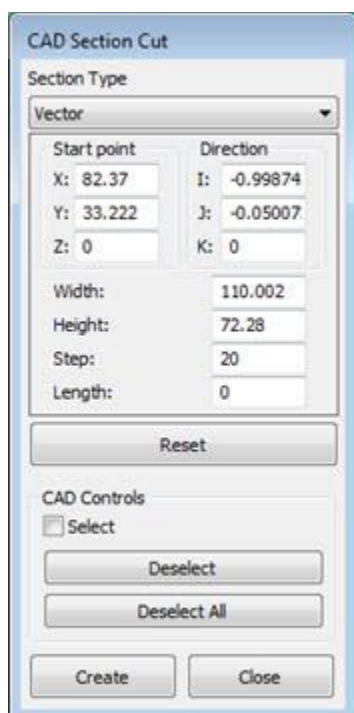 CAD Section Cut
Section Type
Vector
Start point Direction
X: 82.37 I: -0.99874
Y: 33.222 J: -0.05007
Z: 0 K: 0
Width: 110.002
Height: 72.28
Step: 20
Length: 0
Reset
CAD Controls
Select
Deselect
Deselect All
Create Close